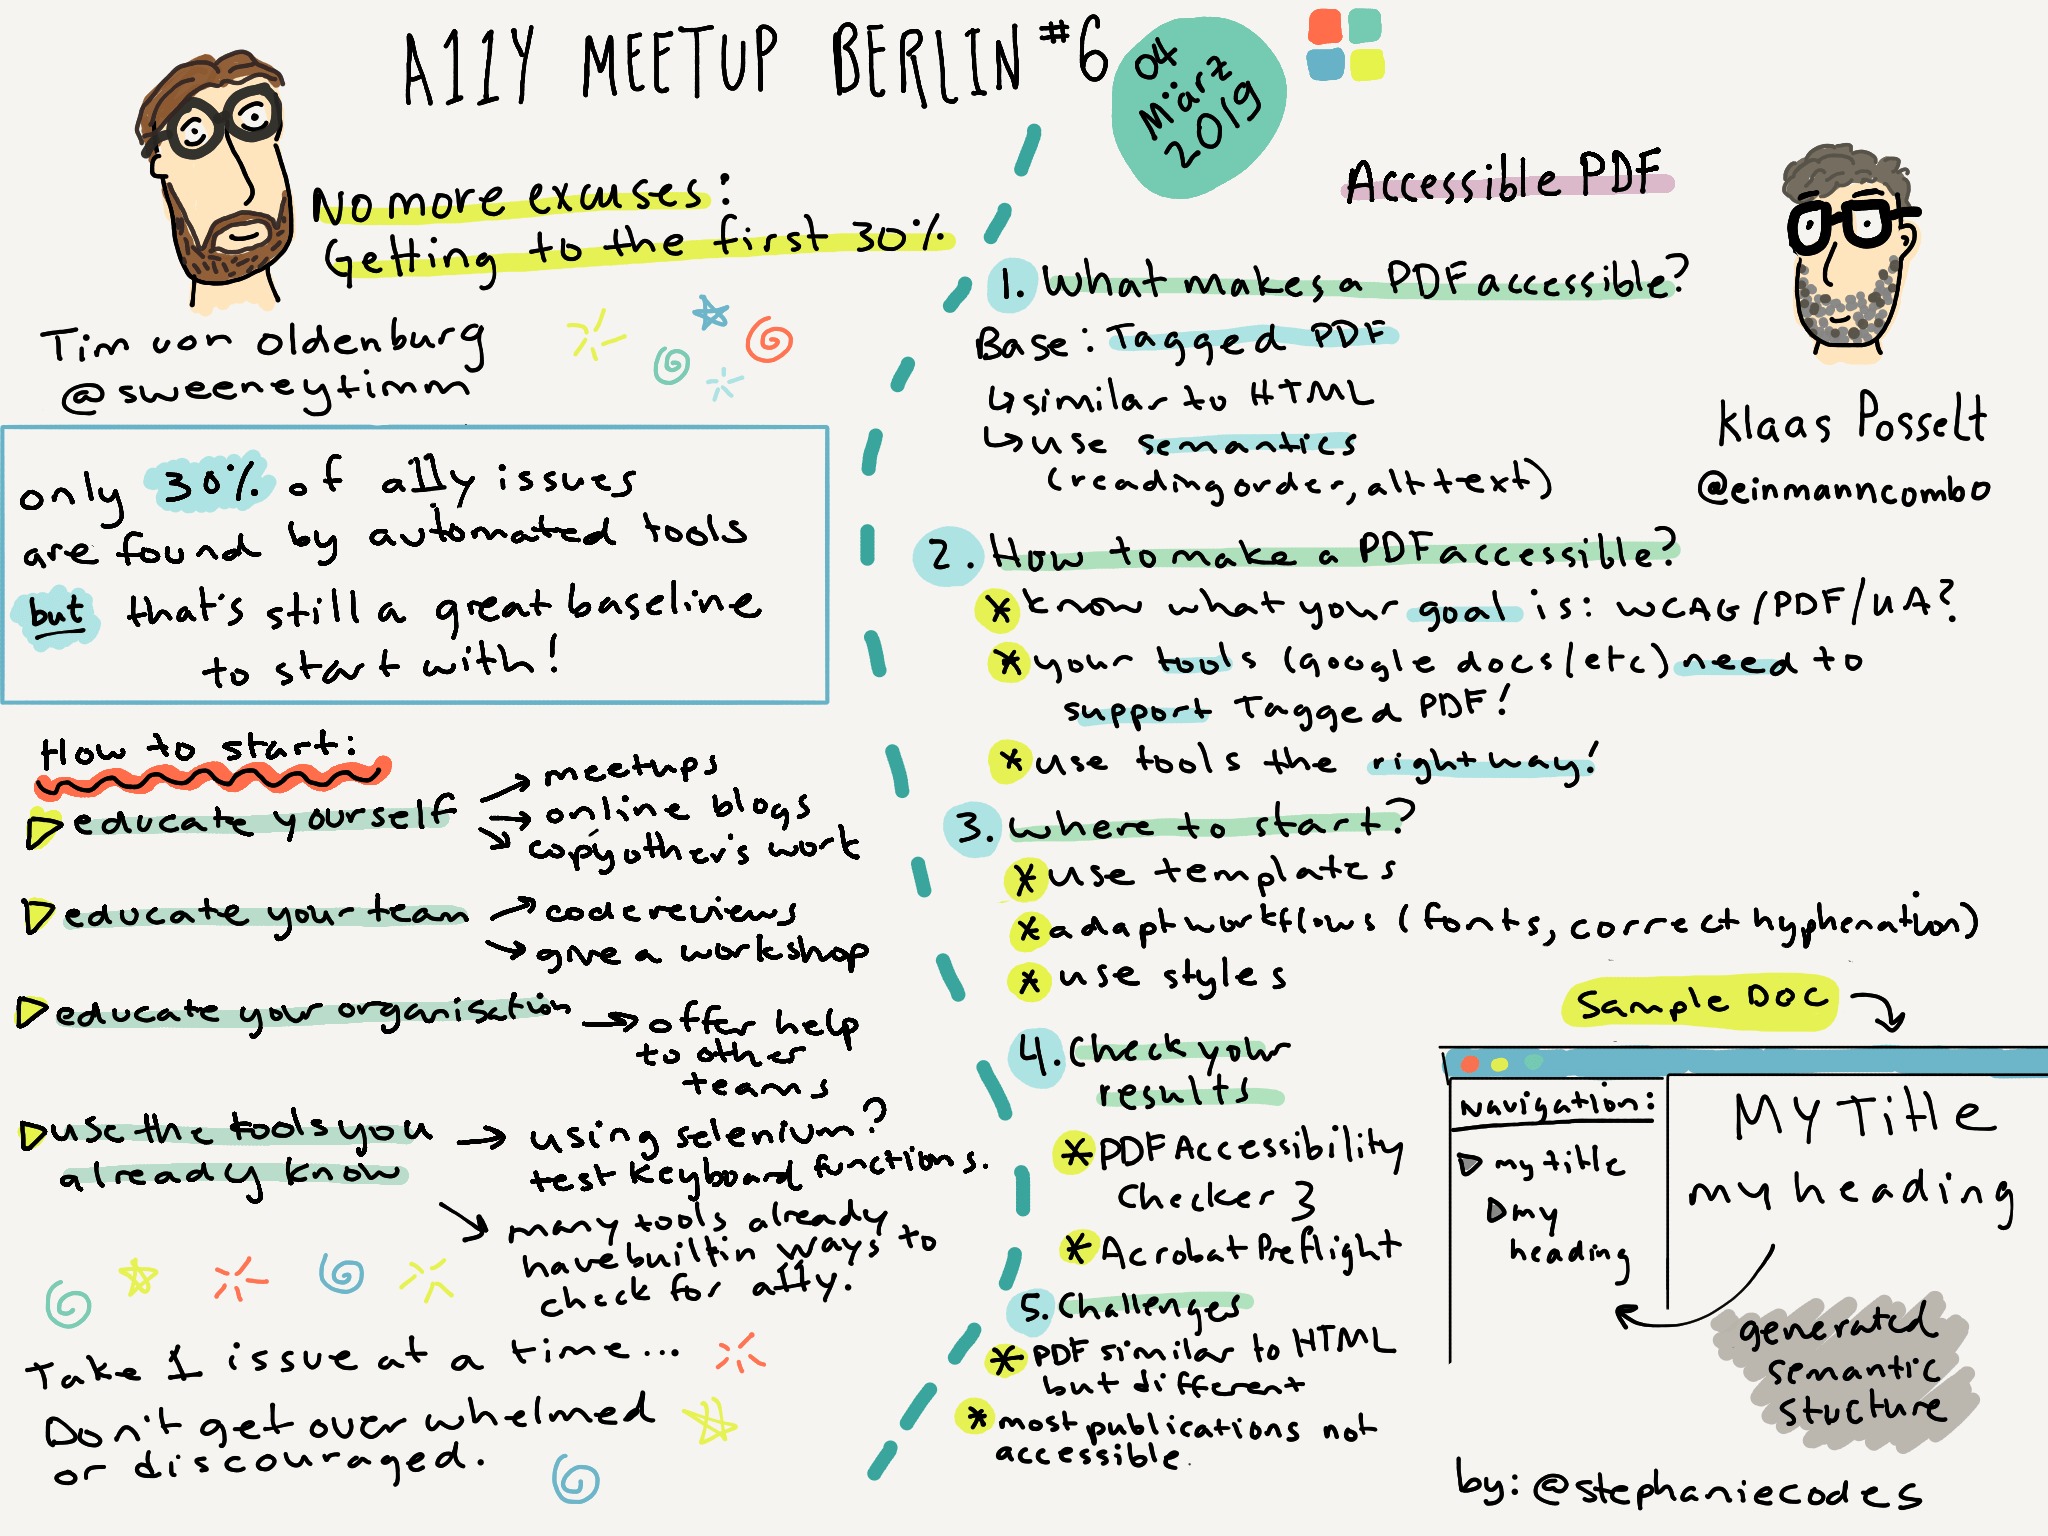 A11Y MEETUP BERLIN #6
04
März
2019
No more excuses:
Getting to the first 30%
Tim von Oldenburg
@sweeneytimm
only 30% of a11y issues
are found by automated tools
but that's still a great baseline
to start with!
How to start:
educate yourself
meetups
online blogs
copy other's work
educate your team
code reviews
give a workshop
educate your organisation
offer help
to other
teams
use the tools you
already know
using selenium?
test keyboard functions.
many tools already
have builtin ways to
check for a11y.
Take 1 issue at a time...
Don't get overwhelmed
or discouraged.
Accessible PDF
Klaas Posselt
@einmanncombo
1. What makes a PDF accessible?
Base: Tagged PDF
similar to HTML
use semantics
(reading order, alt text)
2. How to make a PDF accessible?
* know what your goal is: WCAG/PDF/UA?
* your tools (google docs/etc) need to
support Tagged PDF!
* use tools the right way!
3. where to start?
* use templates
* adapt workflows (fonts, correct hyphenation)
* use styles
4. Check your
results
* PDF Accessibility
Checker 3
* Acrobat Preflight
5. Challenges
* PDF similar to HTML
but different
* most publications not
accessible.
Sample DOC
Navigation:
my title
my
heading
My Title
my heading
generated
semantic
stucture
by: @stephaniecodes